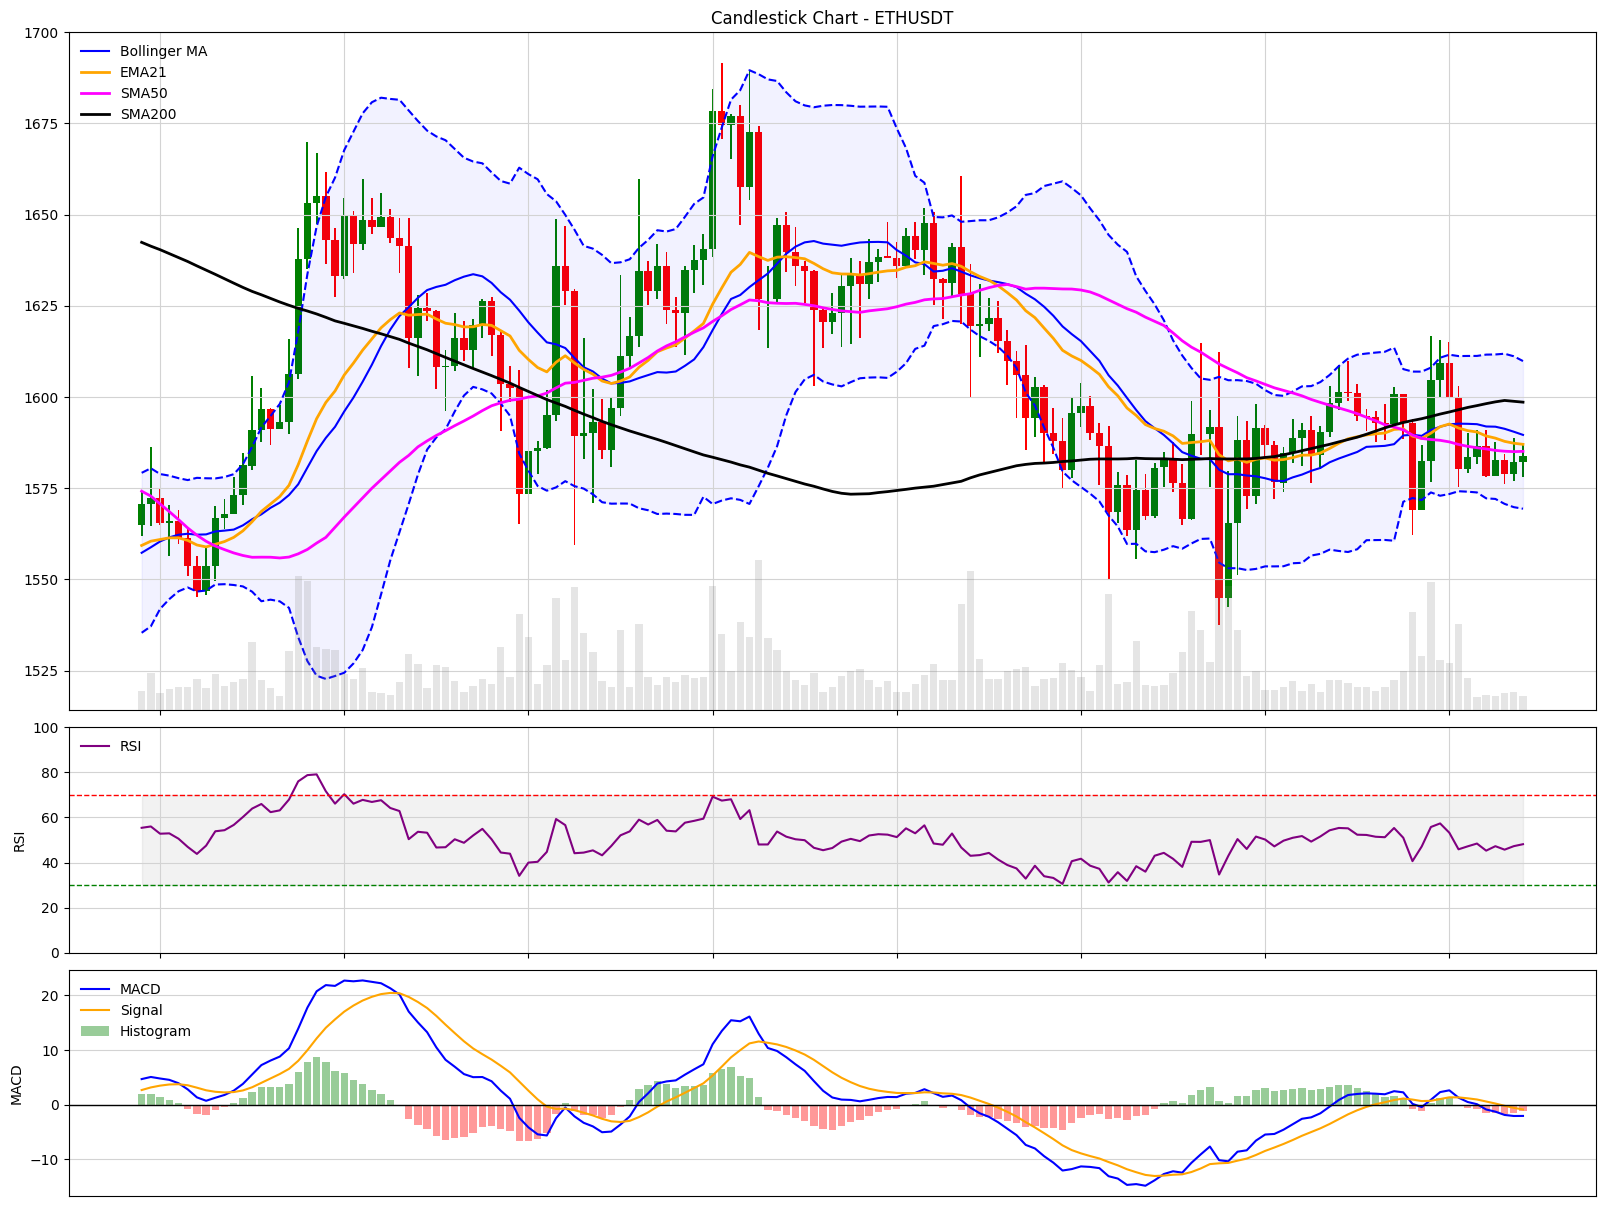 Candlestick Chart - ETHUSDT
1700
1675
1650
1625
1600
1575
1550
1525
Bollinger MA
EMA21
SMA50
SMA200
100
80
60
40
20
0
RSI
RSI
20
10
0
−10
MACD
MACD
Signal
Histogram